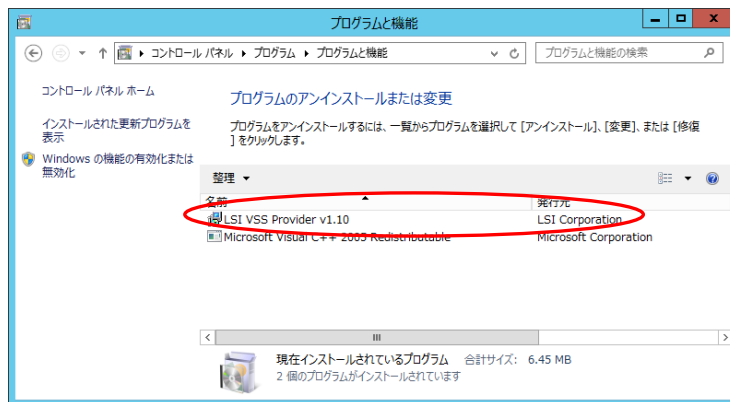 プログラムと機能
コントロール パネル プログラム プログラムと機能
プログラムと機能の検索
コントロール パネル ホーム
インストールされた更新プログラムを
表示
Windows の機能の有効化または
無効化
プログラムのアンインストールまたは変更
プログラムをアンインストールするには、一覧からプログラムを選択して [アンインストール]、[変更]、または [修復
] をクリックします。
整理
名前 発行元
LSI VSS Provider v1.10 LSI Corporation
Microsoft Visual C++ 2005 Redistributable Microsoft Corporation
現在インストールされているプログラム 合計サイズ: 6.45 MB
2 個のプログラムがインストールされています